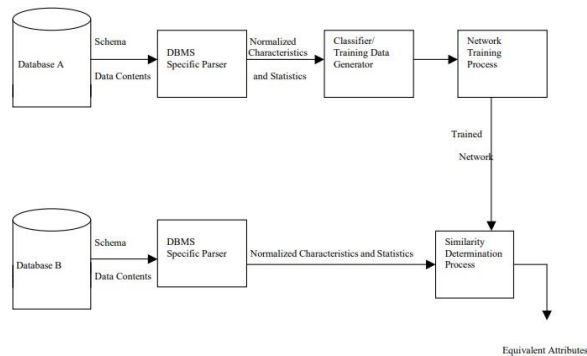 Schema
Database A
Data Contents
DBMS
Specific Parser
Normalized
Characteristics
and Statistics
Classifier/
Training Data
Generator
Network
Training
Process
Trained
Network
Schema
Database B
Data Contents
DBMS
Specific Parser
Normalized Characteristics and Statistics
Similarity
Determination
Process
Equivalent Attributes